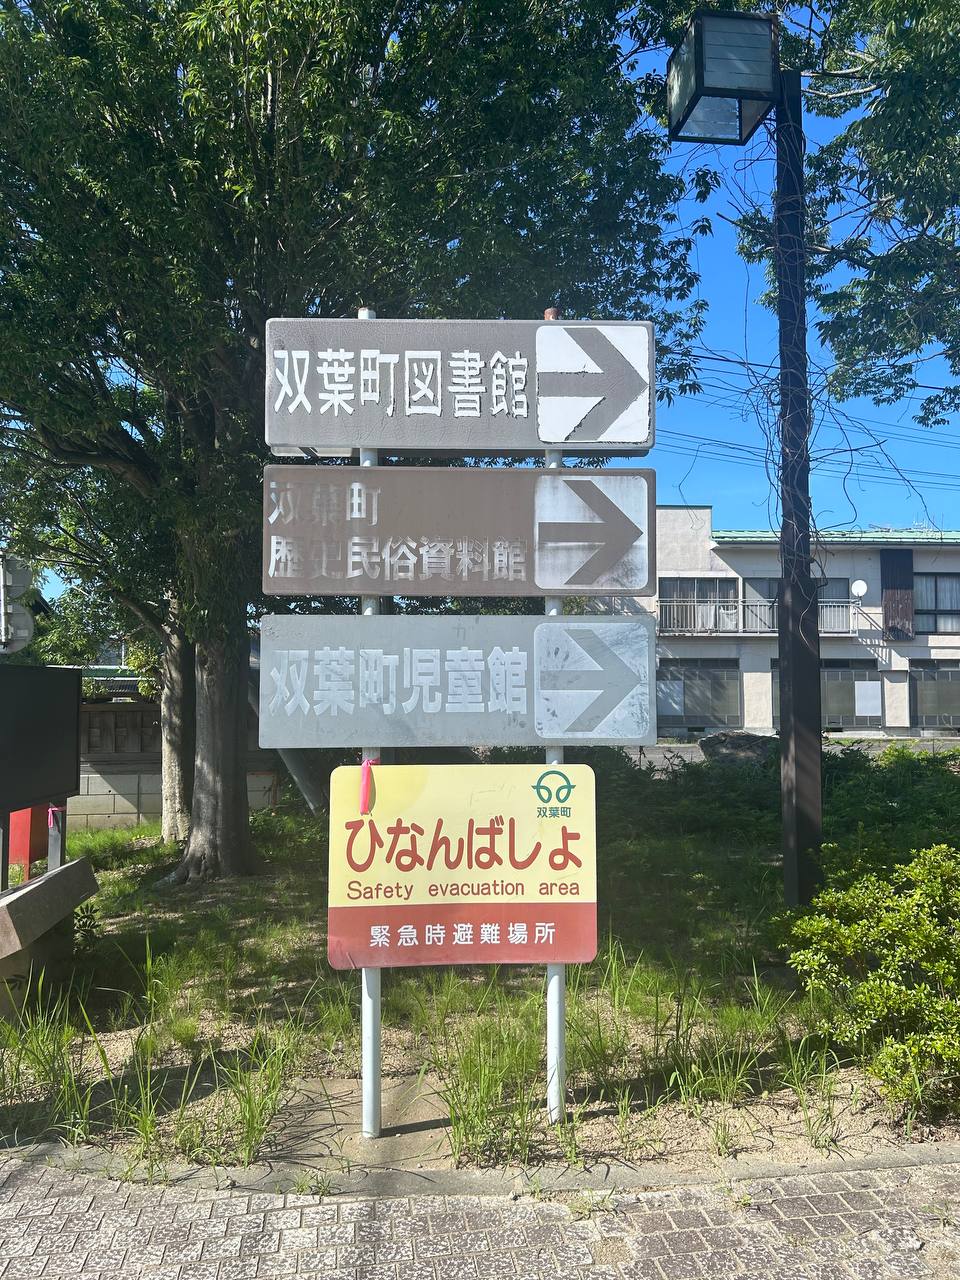 双葉町図書館
双葉町
歴史民俗資料館
双葉町児童館
双葉町
ひなんばしょ
Safety evacuation area
緊急時避難場所